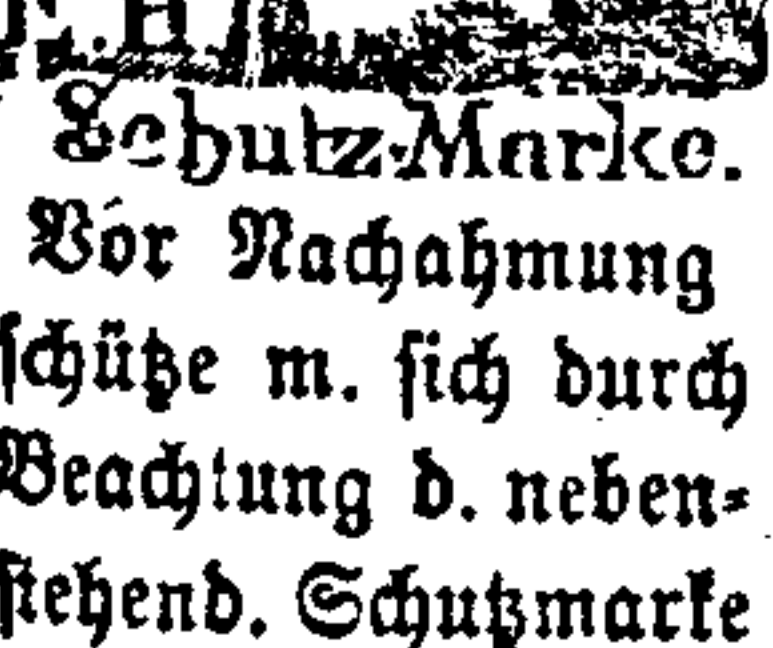 Schutz-Marke.
Vor Nachahmung
schütze m. sich durch
Beachtung d. neben-
stehend. Schutzmarke